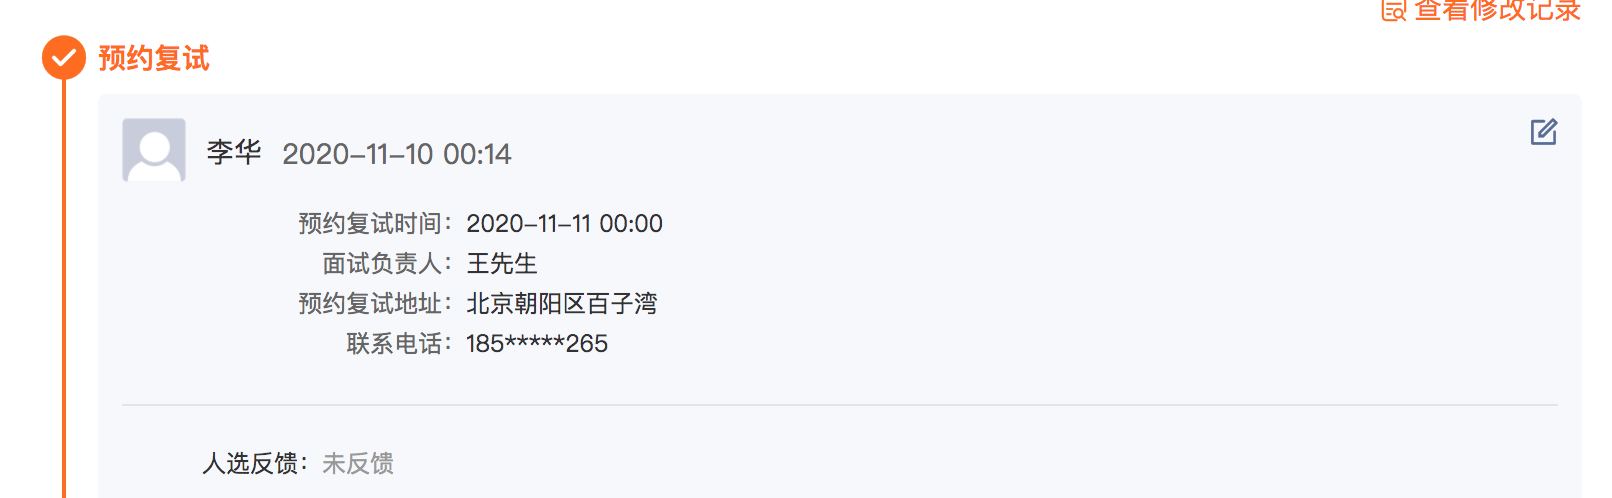 查看修改记录
预约复试
李华 2020-11-10 00:14
预约复试时间：2020-11-11 00:00
面试负责人：王先生
预约复试地址：北京朝阳区百子湾
联系电话：185*****265
人选反馈：未反馈